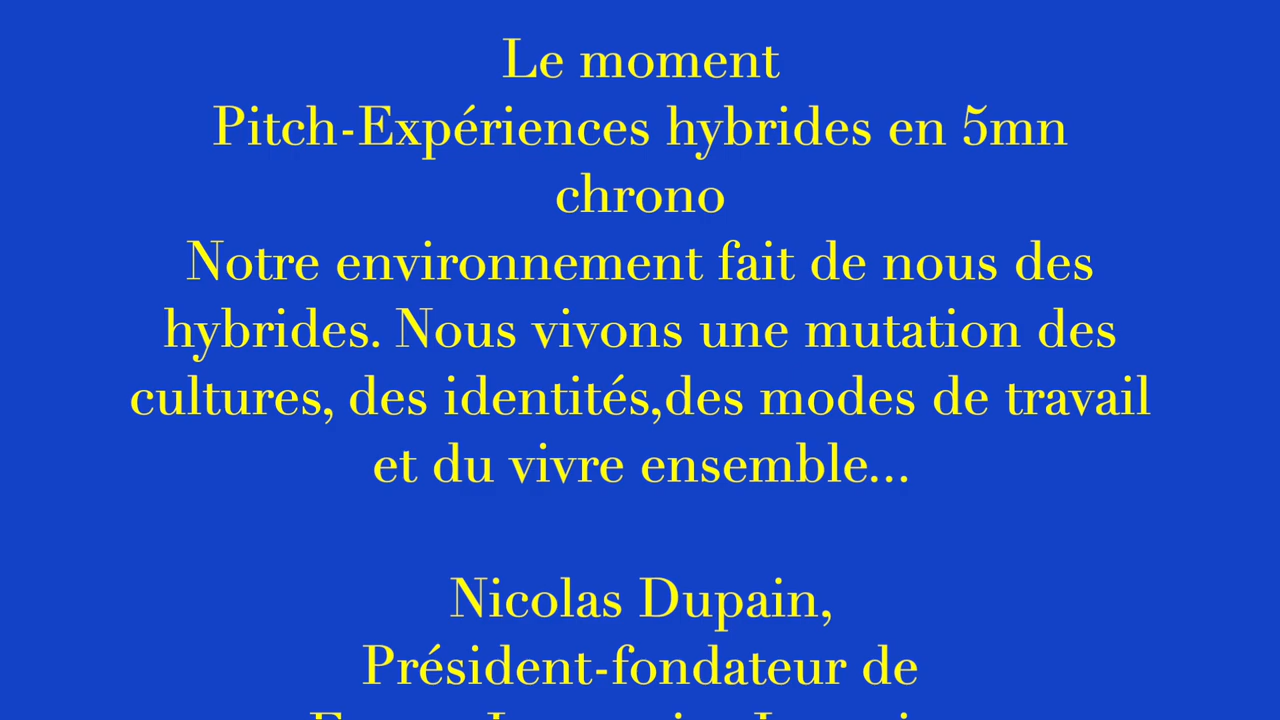 Le moment
Pitch-Expériences hybrides en 5mn
chrono
Notre environnement fait de nous des
hybrides. Nous vivons une mutation des
cultures, des identités,des modes de travail
et du vivre ensemble...
Nicolas Dupain,
Président-fondateur de